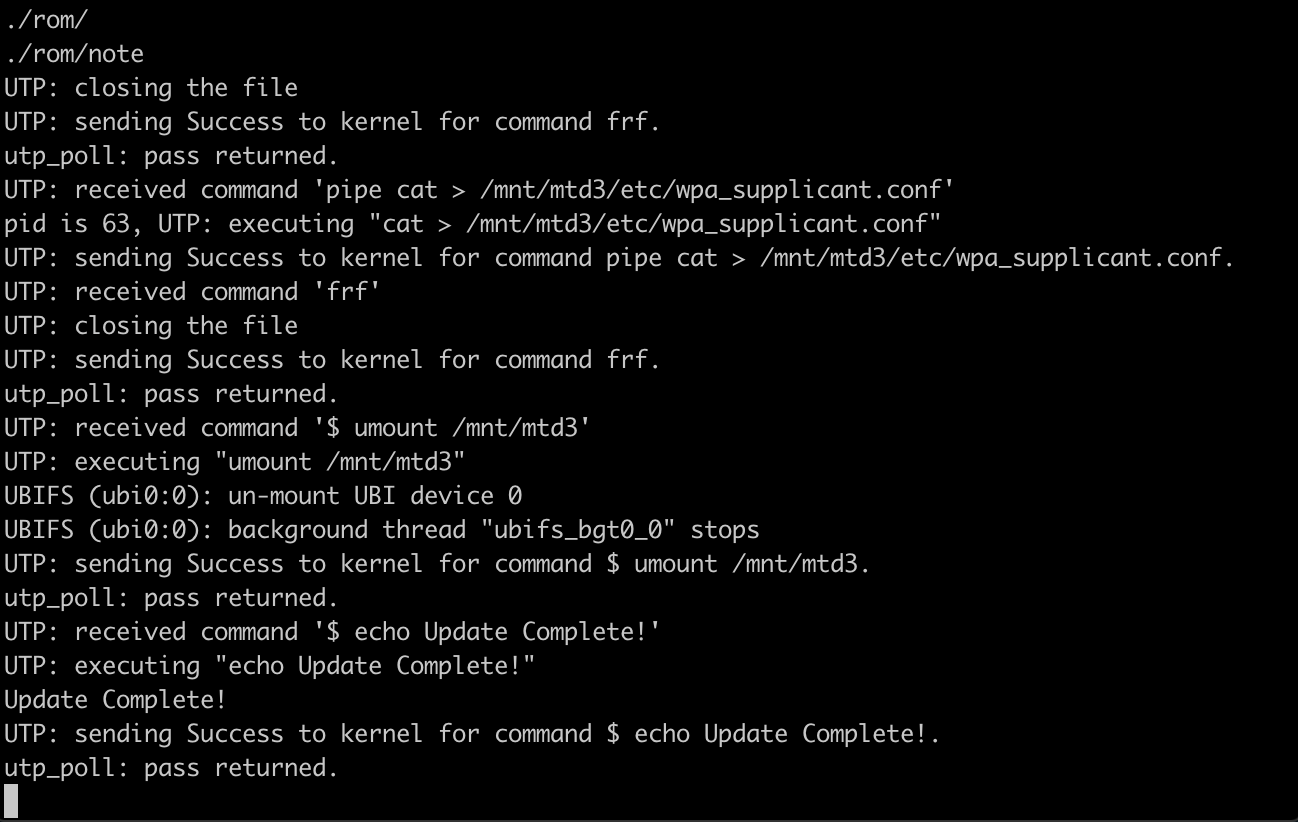 ./rom/
./rom/note
UTP: closing the file
UTP: sending Success to kernel for command frf.
utp_poll: pass returned.
UTP: received command 'pipe cat > /mnt/mtd3/etc/wpa_supplicant.conf'
pid is 63, UTP: executing "cat > /mnt/mtd3/etc/wpa_supplicant.conf"
UTP: sending Success to kernel for command pipe cat > /mnt/mtd3/etc/wpa_supplicant.conf.
UTP: received command 'frf'
UTP: closing the file
UTP: sending Success to kernel for command frf.
utp_poll: pass returned.
UTP: received command '$ umount /mnt/mtd3'
UTP: executing "umount /mnt/mtd3"
UBIFS (ubi0:0): un-mount UBI device 0
UBIFS (ubi0:0): background thread "ubifs_bgt0_0" stops
UTP: sending Success to kernel for command $ umount /mnt/mtd3.
utp_poll: pass returned.
UTP: received command '$ echo Update Complete!'
UTP: executing "echo Update Complete!"
Update Complete!
UTP: sending Success to kernel for command $ echo Update Complete!.
utp_poll: pass returned.